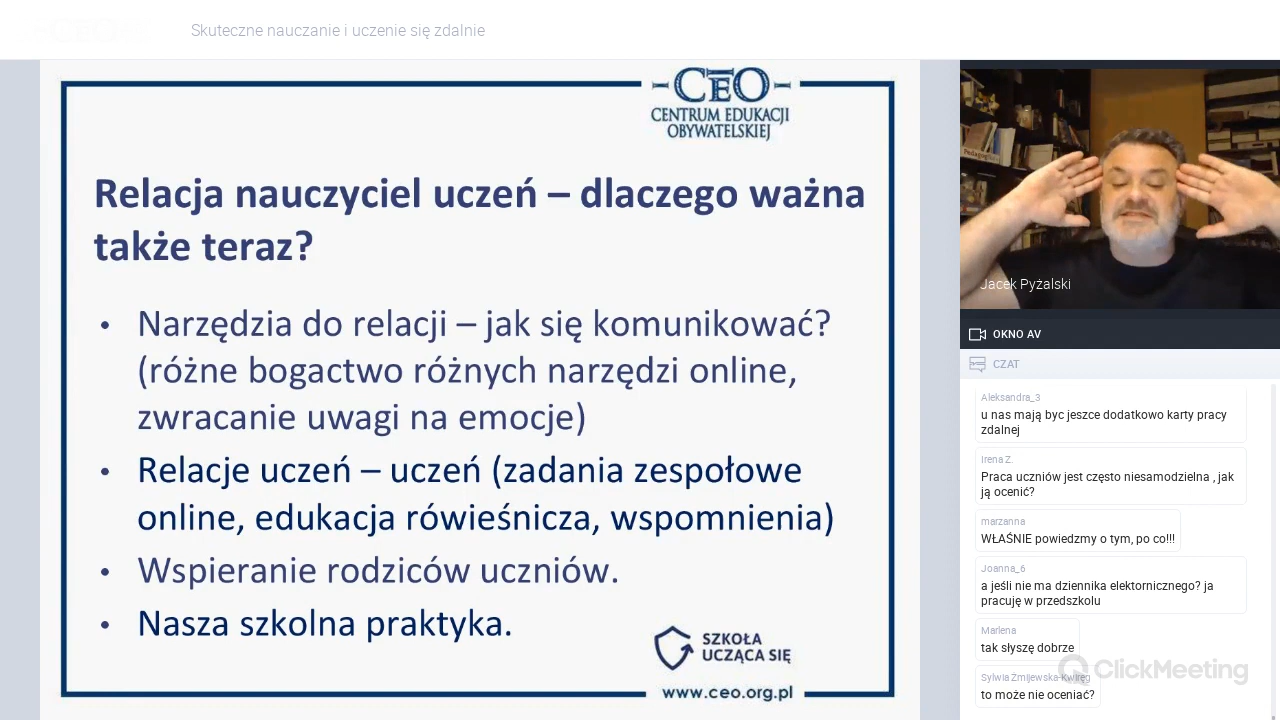 Skuteczne nauczanie i uczenie się zdalnie
CEO
CENTRUM EDUKACJI
OBYWATELSKIEJ
Relacja nauczyciel uczeń – dlaczego ważna
także teraz?
• Narzędzia do relacji – jak się komunikować?
(różne bogactwo różnych narzędzi online,
zwracanie uwagi na emocje)
• Relacje uczeń – uczeń (zadania zespołowe
online, edukacja rówieśnicza, wspomnienia)
• Wspieranie rodziców uczniów.
• Nasza szkolna praktyka.
SZKOŁA
UCZĄCA SIĘ
www.ceo.org.pl
Jacek Pyżalski
OKNO AV
CZAT
Aleksandra_3
u nas mają byc jeszce dodatkowo karty pracy
zdalnej
Irena Z.
Praca uczniów jest często niesamodzielna , jak
ją ocenić?
marzanna
WŁAŚNIE powiedzmy o tym, po co!!!
Joanna_6
a jeśli nie ma dziennika elektornicznego? ja
pracuję w przedszkolu
Marlena
tak słyszę dobrze
ClickMeeting
Sylwia Żmijewska-Kwiręg
to może nie oceniać?